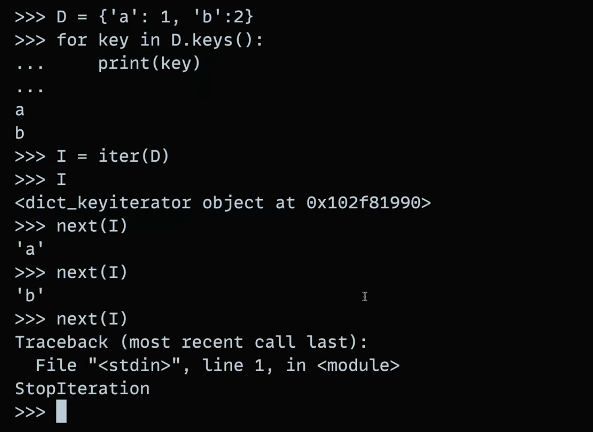 >>> D = {'a': 1, 'b':2}
>>> for key in D.keys():
...     print(key)
...
a
b
>>> I = iter(D)
>>> I
<dict_keyiterator object at 0x102f81990>
>>> next(I)
'a'
>>> next(I)
'b'
>>> next(I)
Traceback (most recent call last):
  File "<stdin>", line 1, in <module>
StopIteration
>>>